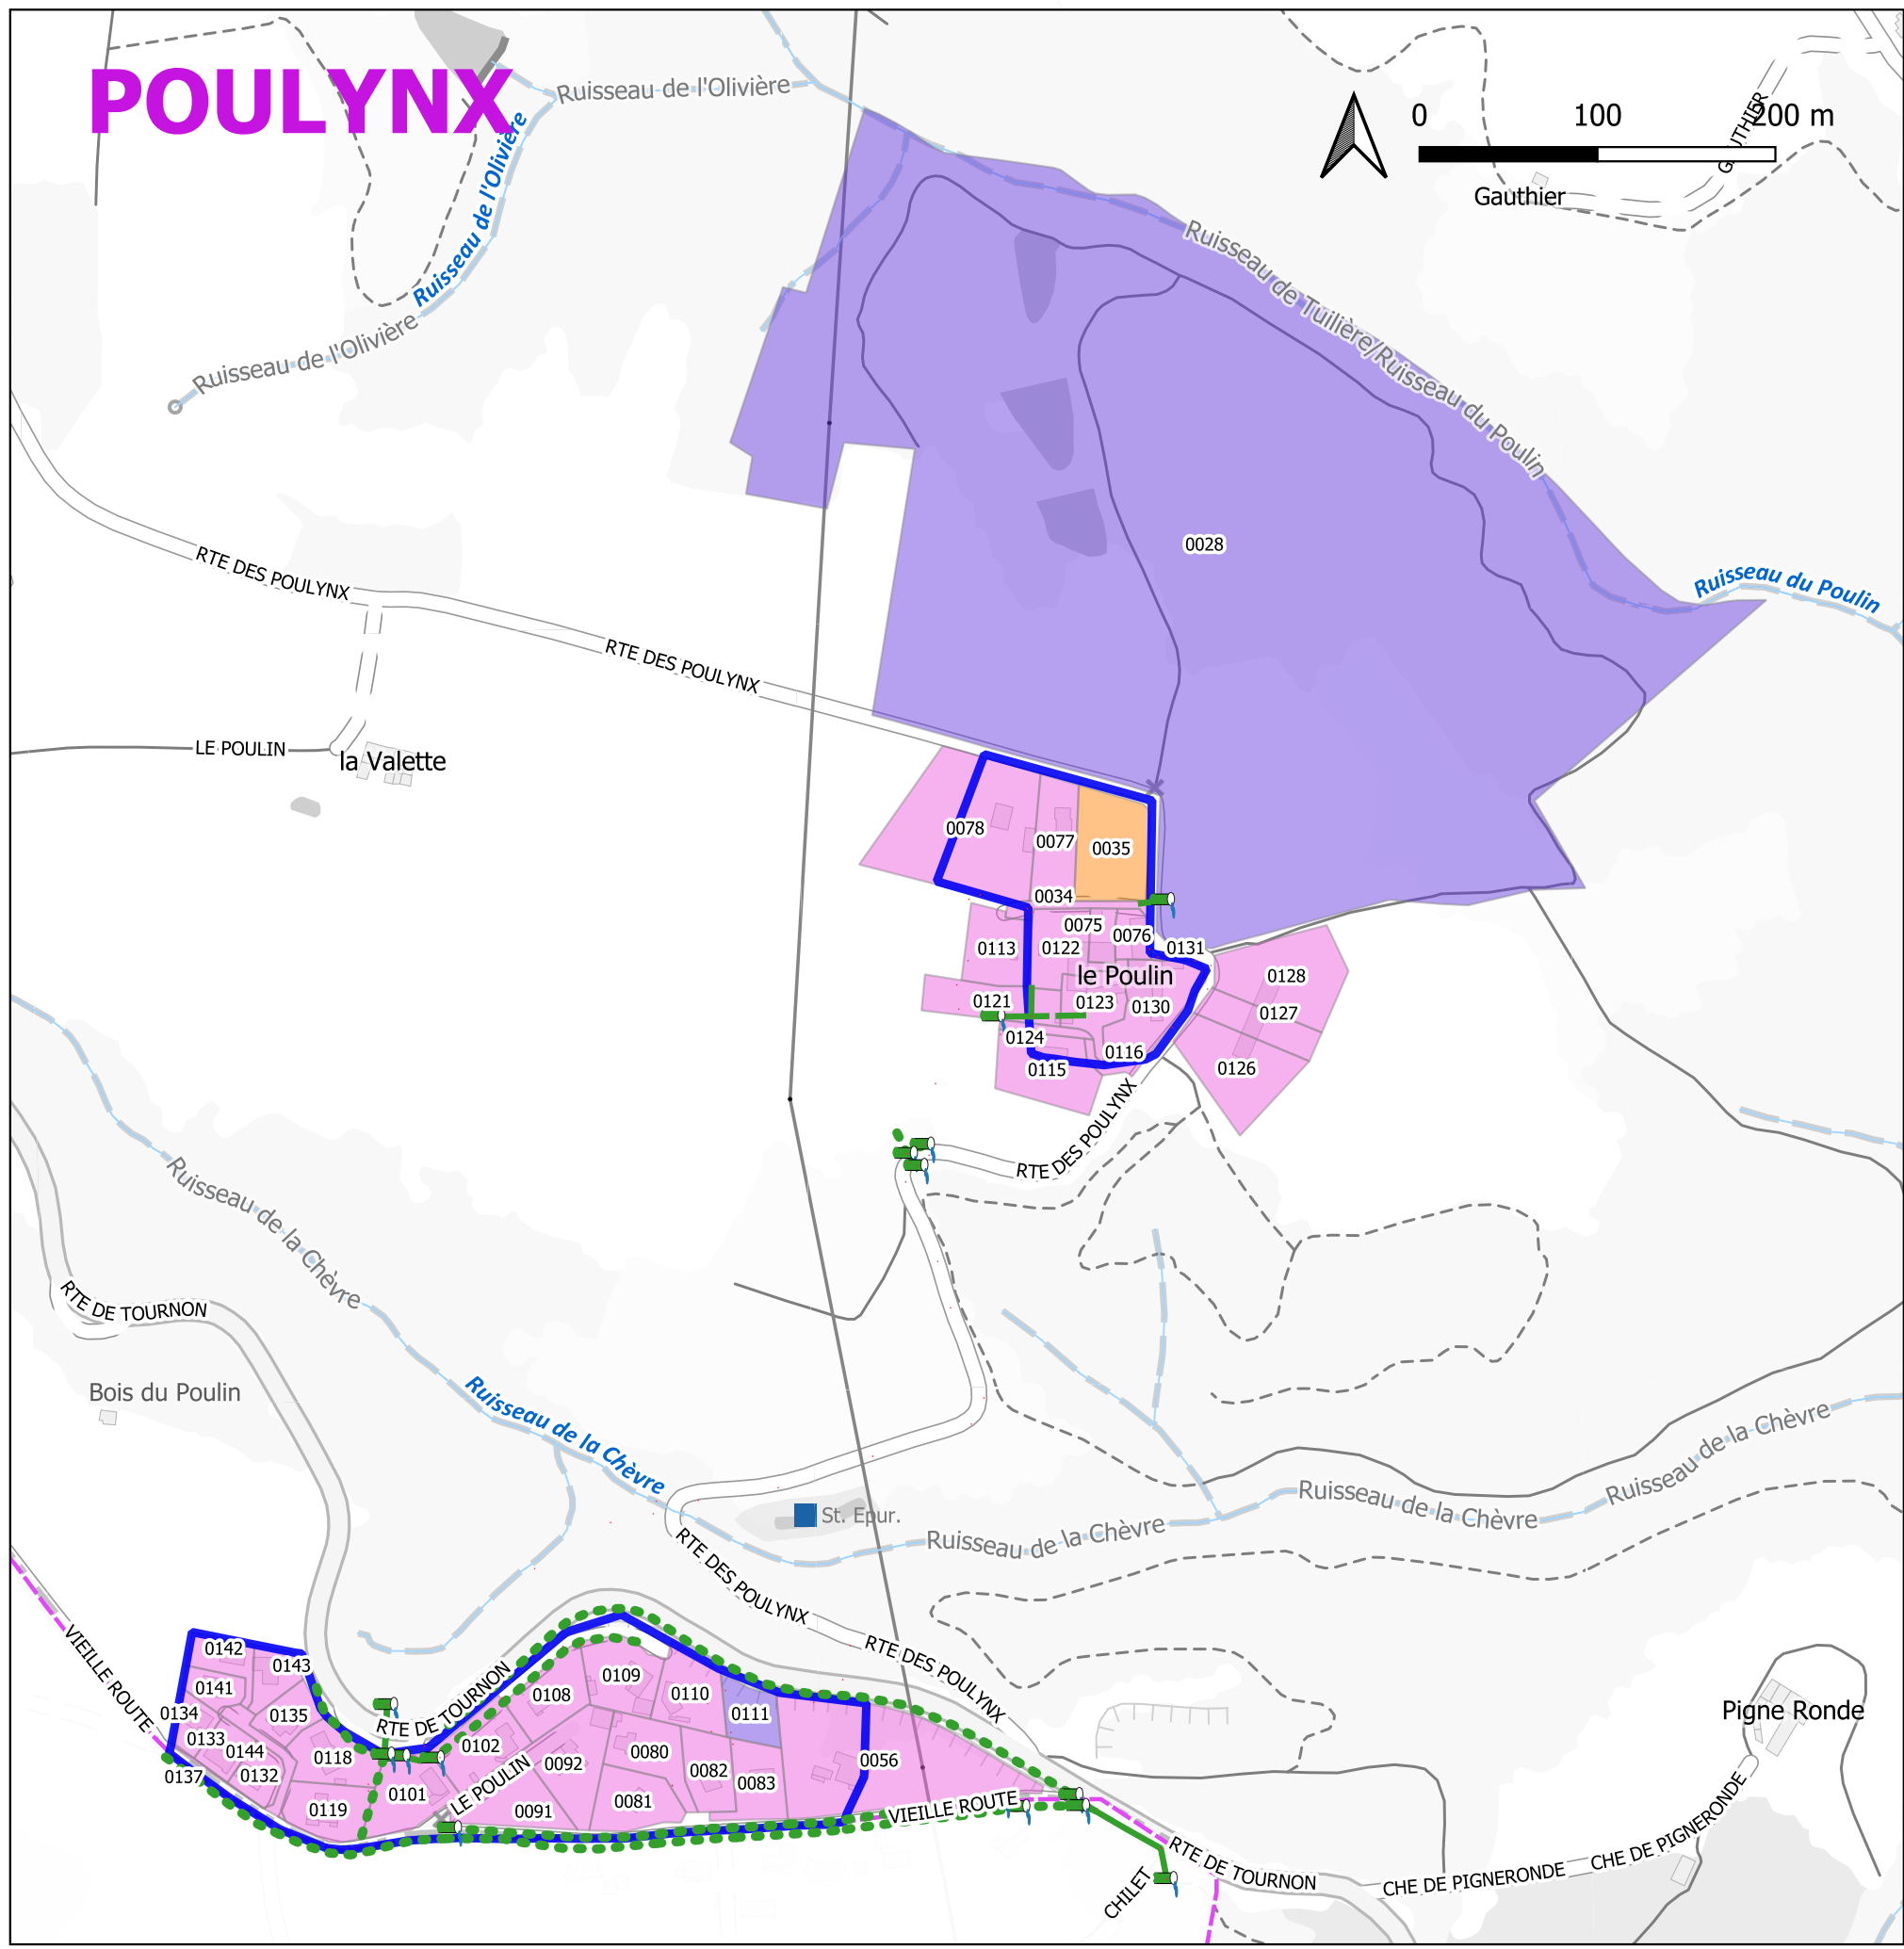 POULYNX
Ruisseau de l'Olivière
Ruisseau de l'Olivière
Ruisseau de l'Olivière
0 100 200 m
GAUTHIER
Gauthier
Ruisseau de Tuilière/Ruisseau du Poulin
Ruisseau du Poulin
0028
RTE DES POULYNX
RTE DES POULYNX
LE POULIN
la Valette
0078
0077
0035
0034
0075
0076
0131
0113
0122
le Poulin
0128
0121
0123
0130
0127
0124
0116
0115
0126
RTE DES POULYNX
Ruisseau de la Chèvre
RTE DE TOURNON
Bois du Poulin
Ruisseau de la Chèvre
St. Epur.
Ruisseau de la Chèvre
Ruisseau de la Chèvre
Ruisseau de la Chèvre
RTE DES POULYNX
RTE DES POULYNX
VIEILLE ROUTE
RTE DE TOURNON
0142
0143
0141
0134
0135
0133
0144
0118
0137
0132
0119
0101
0102
LE POULIN
0108
0109
0110
0111
0092
0080
0082
0083
0091
0081
0056
VIEILLE ROUTE
Pigne Ronde
RTE DE TOURNON
CHE DE PIGNERONDE
CHE DE PIGNERONDE
CHILET